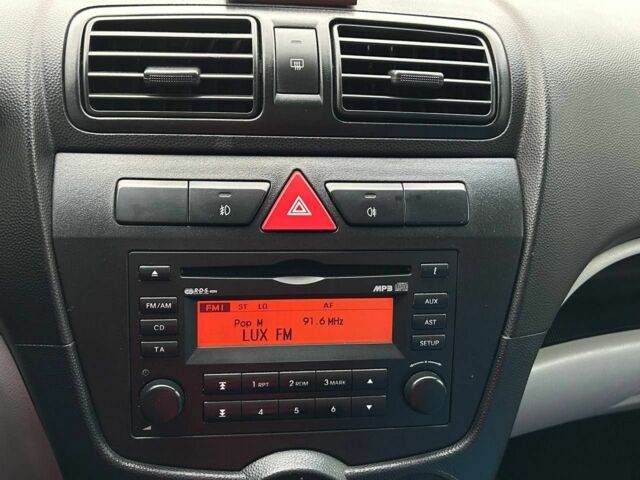 R.D.S EON
MP3
FM1 ST LO AF
Pop M 91.6 MHz
LUX FM
FM/AM
CD
TA
i
AUX
AST
SETUP
1 RPT 2 RDM 3 MARK
4 5 6